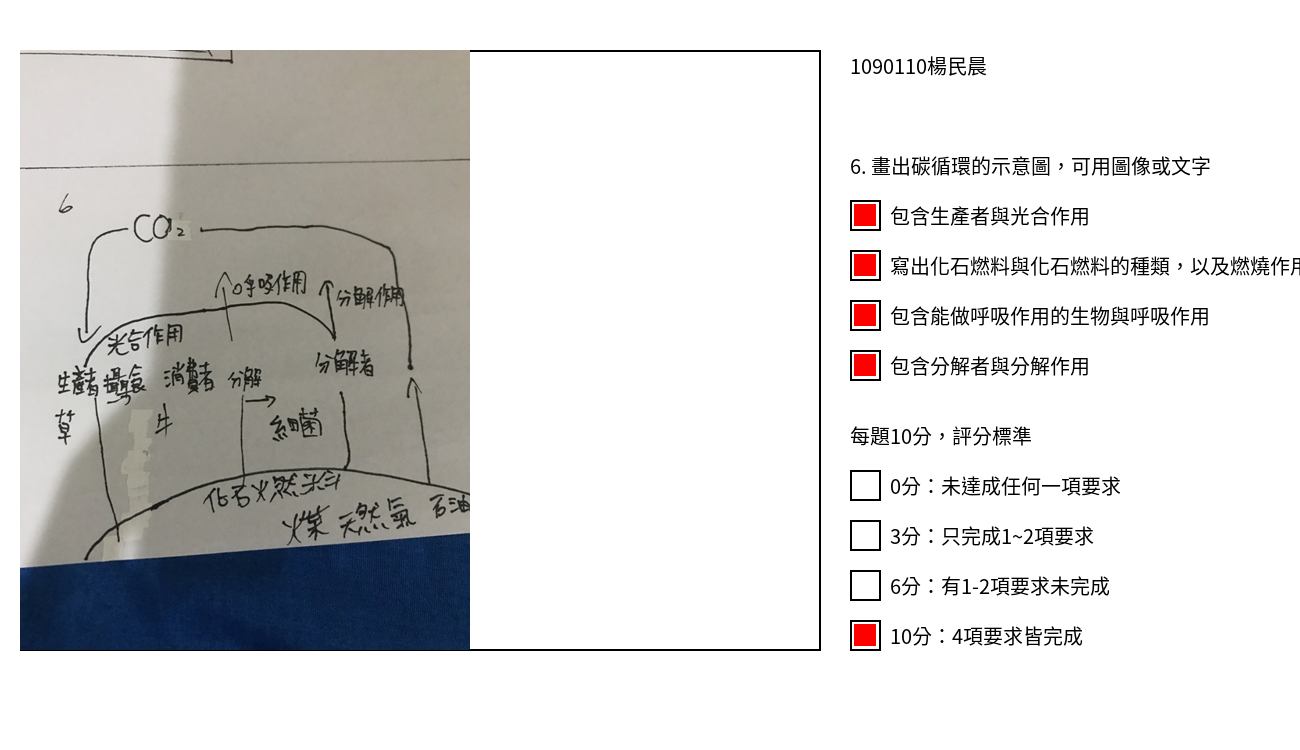 1090110楊民晨
6. 畫出碳循環的示意圖，可用圖像或文字
包含生產者與光合作用
寫出化石燃料與化石燃料的種類，以及燃燒作用
包含能做呼吸作用的生物與呼吸作用
包含分解者與分解作用
每題10分，評分標準
0分：未達成任何一項要求
3分：只完成1~2項要求
6分：有1-2項要求未完成
10分：4項要求皆完成
6
CO₂
呼吸作用
分解作用
光合作用
分解者
生產者 攝食 消費者 分解
草 牛 細菌
化石火然米斗
煤 天然氣 石油